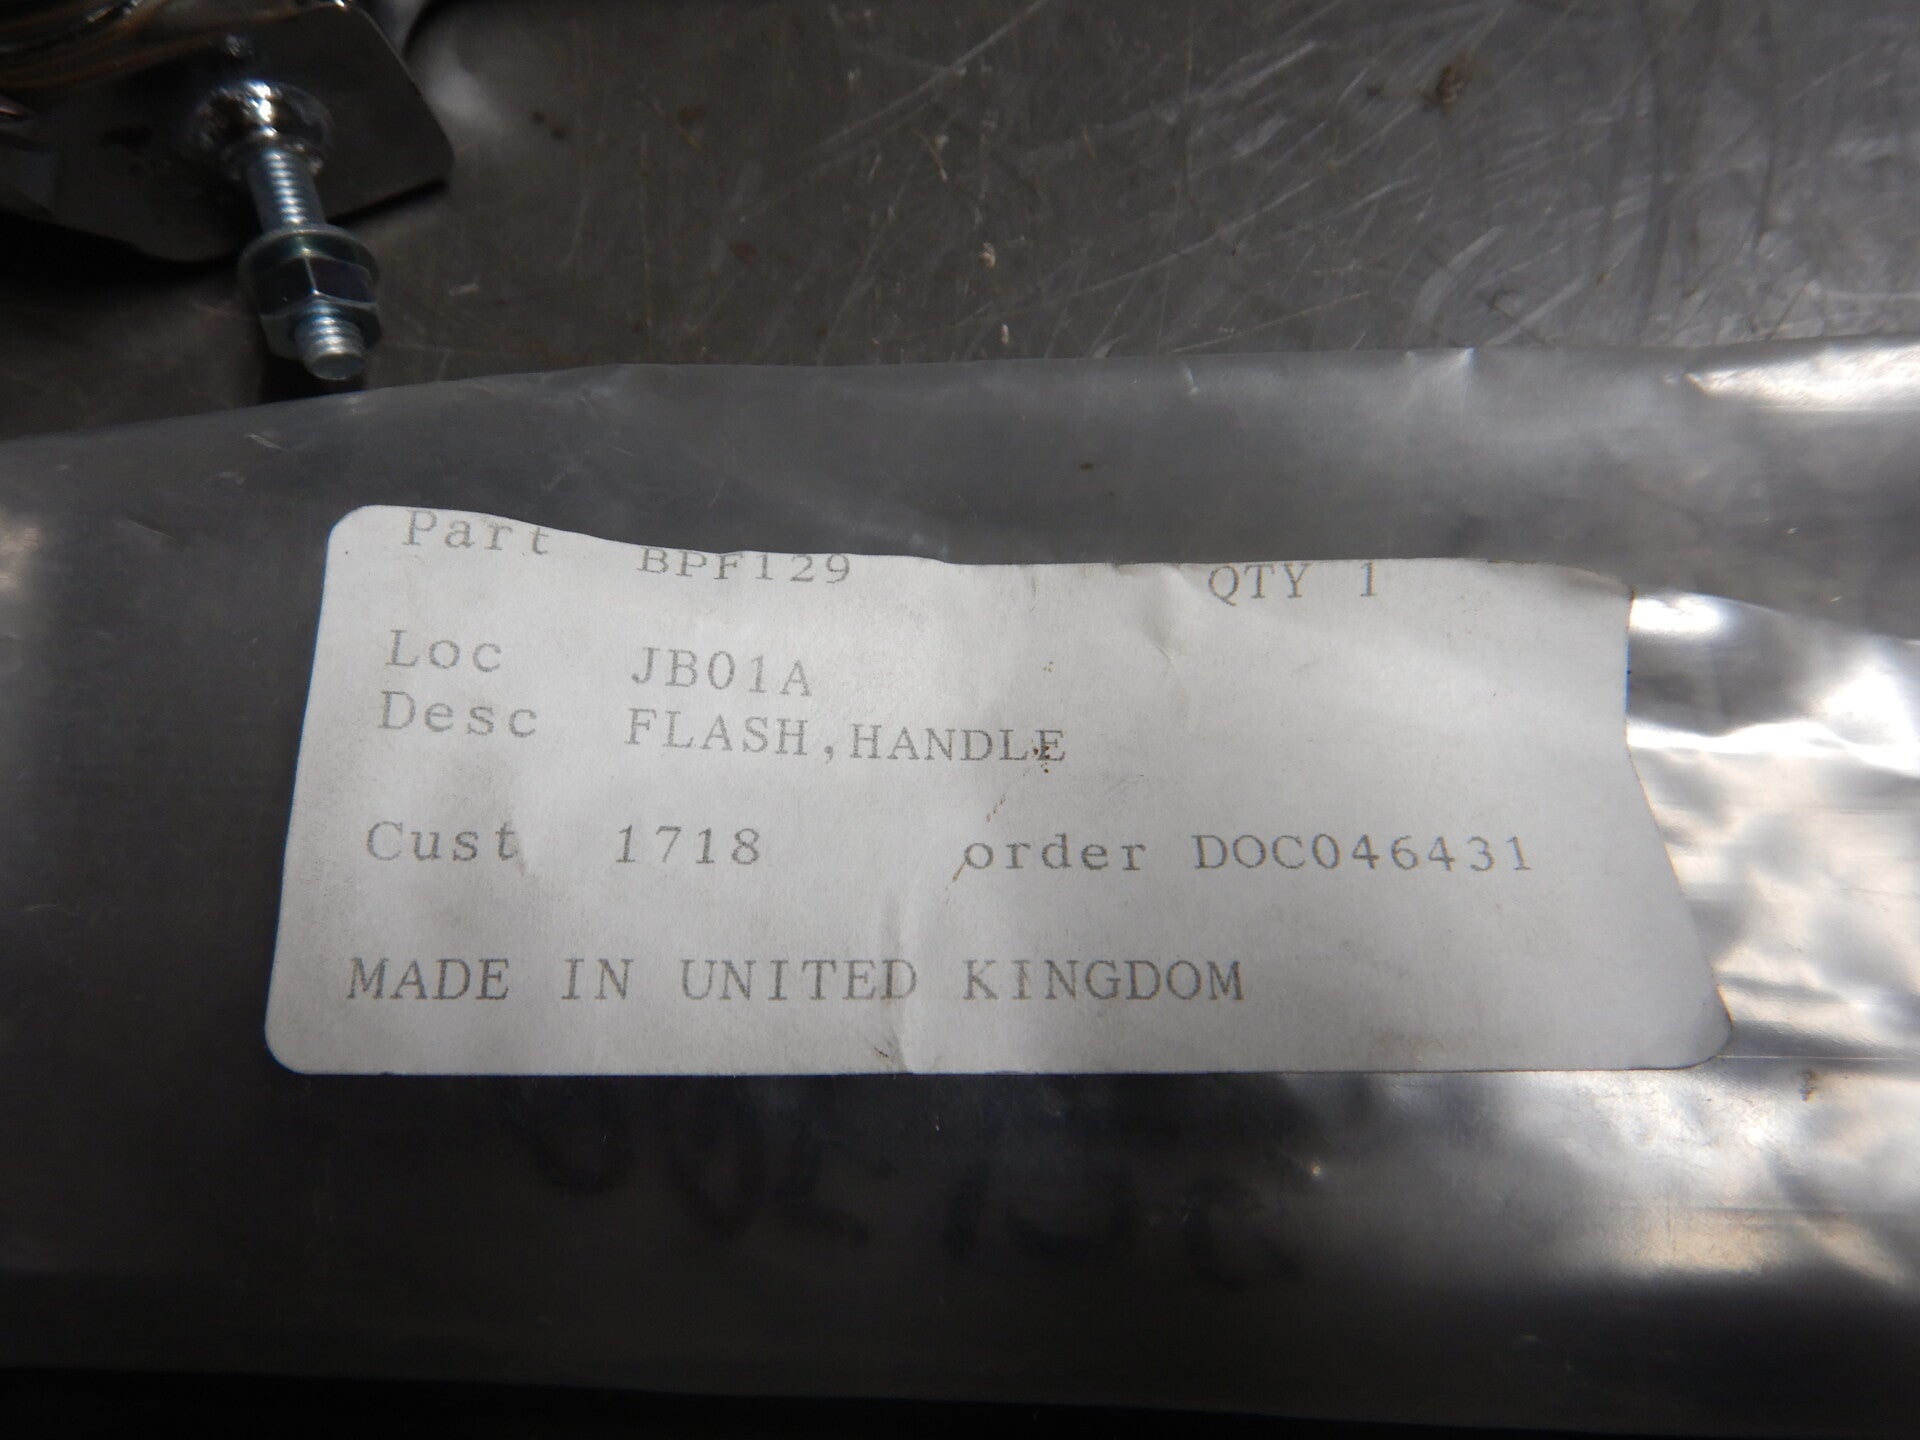 Part BPF129 QTY 1
Loc JB01A
Desc FLASH,HANDLE
Cust 1718 order DOC046431
MADE IN UNITED KINGDOM